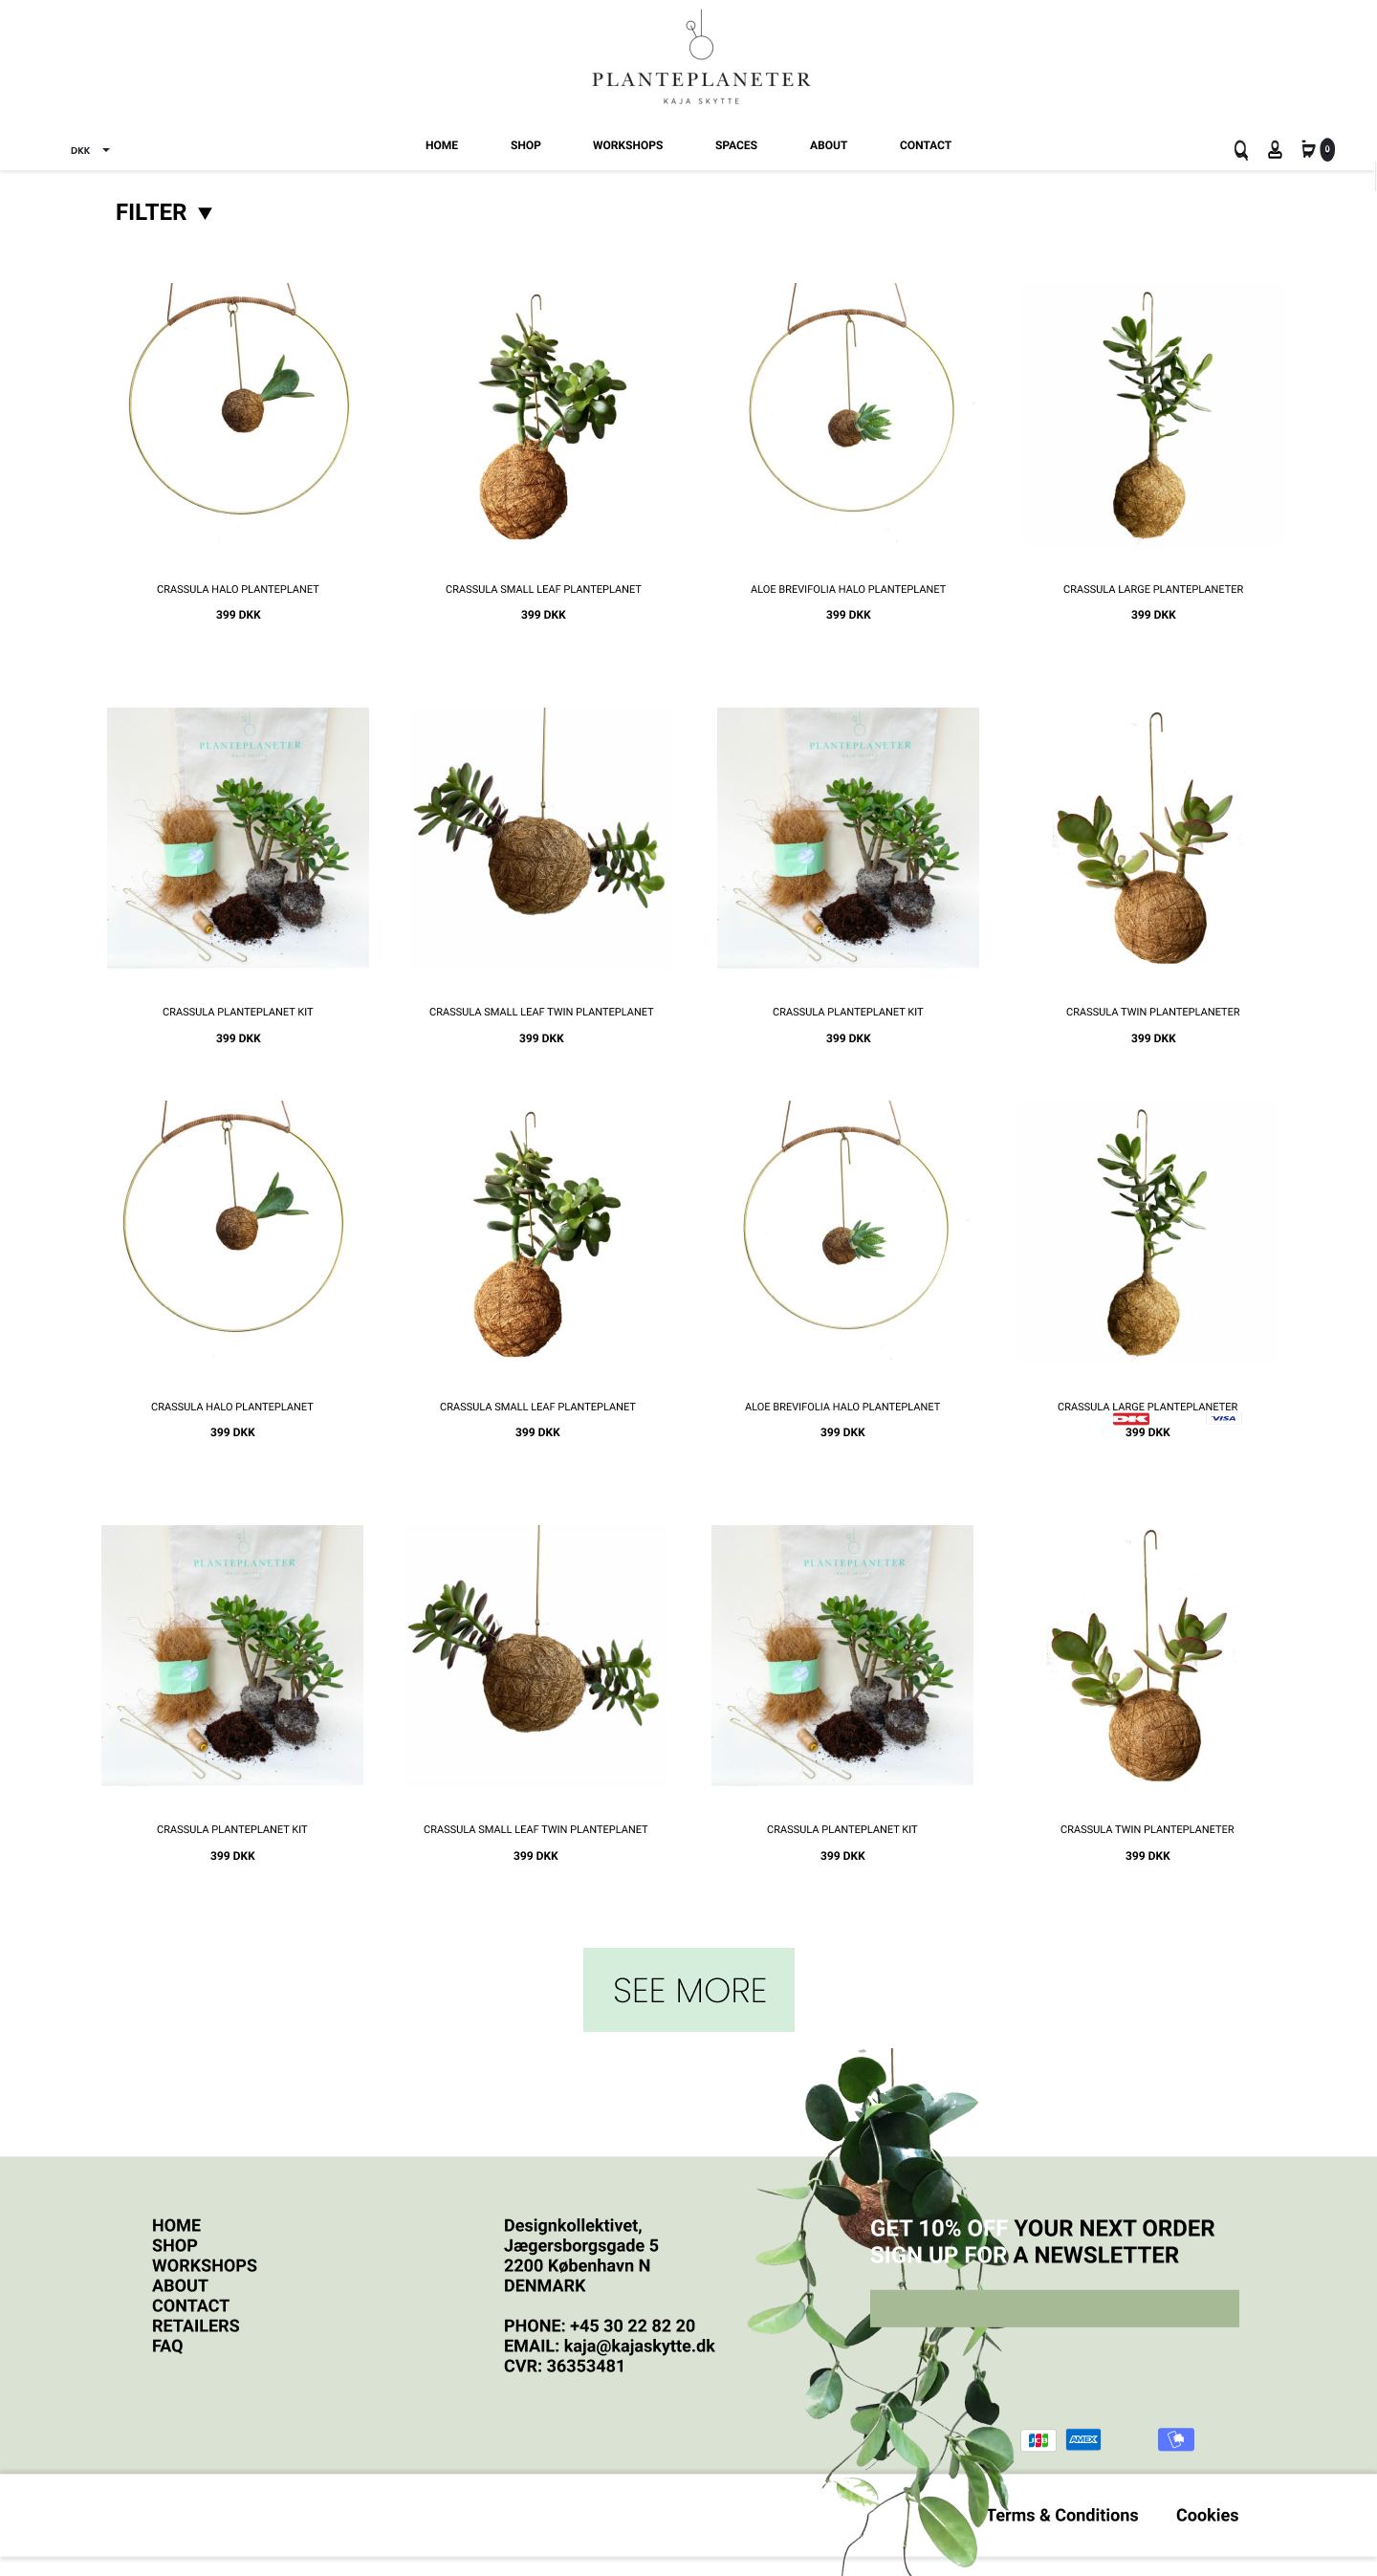 PLANTEPLANETER
KAJA SKYTTE
DKK
HOME SHOP WORKSHOPS SPACES ABOUT CONTACT
0
FILTER
CRASSULA HALO PLANTEPLANET
399 DKK
CRASSULA SMALL LEAF PLANTEPLANET
399 DKK
ALOE BREVIFOLIA HALO PLANTEPLANET
399 DKK
CRASSULA LARGE PLANTEPLANETER
399 DKK
PLANTEPLANETER
PLANTEPLANETER
CRASSULA PLANTEPLANET KIT
399 DKK
CRASSULA SMALL LEAF TWIN PLANTEPLANET
399 DKK
CRASSULA PLANTEPLANET KIT
399 DKK
CRASSULA TWIN PLANTEPLANETER
399 DKK
CRASSULA HALO PLANTEPLANET
399 DKK
CRASSULA SMALL LEAF PLANTEPLANET
399 DKK
ALOE BREVIFOLIA HALO PLANTEPLANET
399 DKK
CRASSULA LARGE PLANTEPLANETER
DK
VISA
399 DKK
PLANTEPLANETER
PLANTEPLANETER
CRASSULA PLANTEPLANET KIT
399 DKK
CRASSULA SMALL LEAF TWIN PLANTEPLANET
399 DKK
CRASSULA PLANTEPLANET KIT
399 DKK
CRASSULA TWIN PLANTEPLANETER
399 DKK
SEE MORE
HOME
SHOP
WORKSHOPS
ABOUT
CONTACT
RETAILERS
FAQ
Designkollektivet,
Jægersborgsgade 5
2200 København N
DENMARK
PHONE: +45 30 22 82 20
EMAIL: kaja@kajaskytte.dk
CVR: 36353481
GET 10% OFF YOUR NEXT ORDER
SIGN UP FOR A NEWSLETTER
JCB
AMEX
Terms & Conditions Cookies